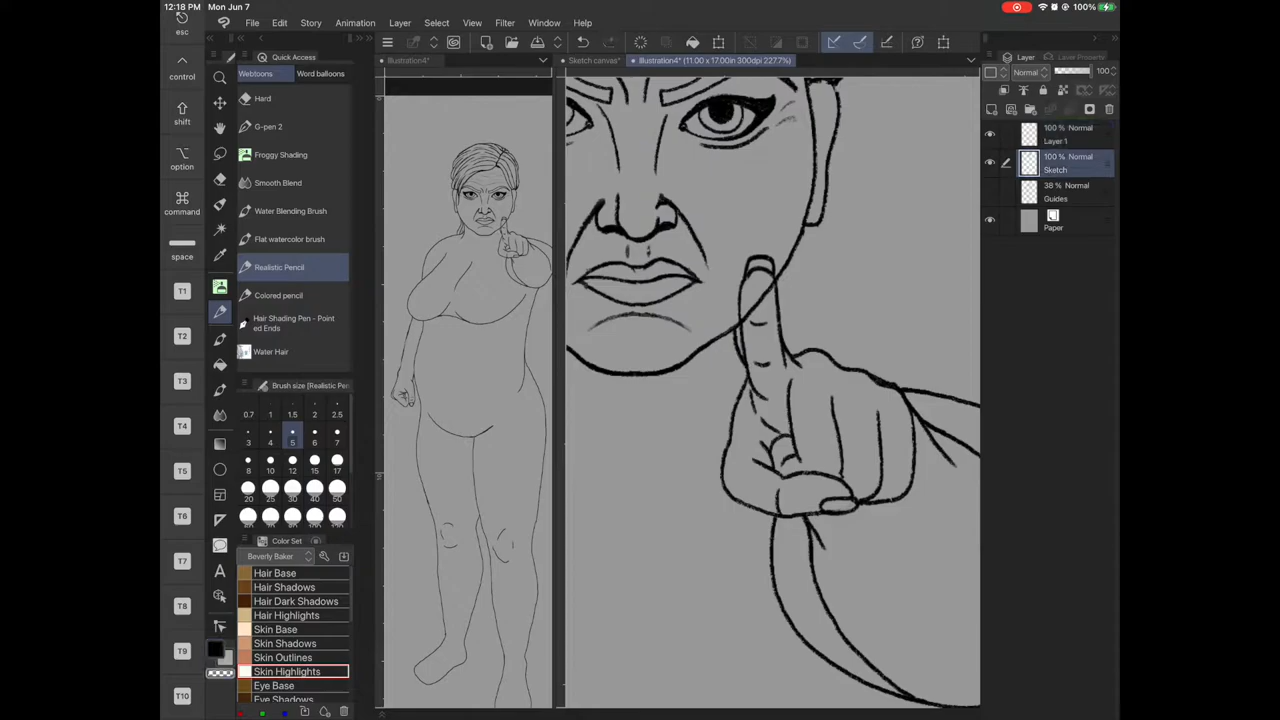 12:18 PM Mon Jun 7
100%
esc
control
shift
option
command
space
T1
T2
T3
T4
T5
T6
T7
T8
T9
T10
File Edit Story Animation Layer Select View Filter Window Help
Quick Access
Webtoons Word balloons
Hard
G-pen 2
Froggy Shading
Smooth Blend
Water Blending Brush
Flat watercolor brush
Realistic Pencil
Colored pencil
Hair Shading Pen - Point
ed Ends
Water Hair
Brush size [Realistic Pen
0.7 1 1.5 2 2.5
3 4 5 6 7
8 10 12 15 17
20 25 30 40 50
Color Set
Beverly Baker
Hair Base
Hair Shadows
Hair Dark Shadows
Hair Highlights
Skin Base
Skin Shadows
Skin Outlines
Skin Highlights
Eye Base
Eye Shadows
Illustration4*
Sketch canvas*
Illustration4* (11.00 x 17.00in 300dpi 227.7%)
Layer Layer Property
Normal 100
100 % Normal
Layer 1
100 % Normal
Sketch
38 % Normal
Guides
Paper